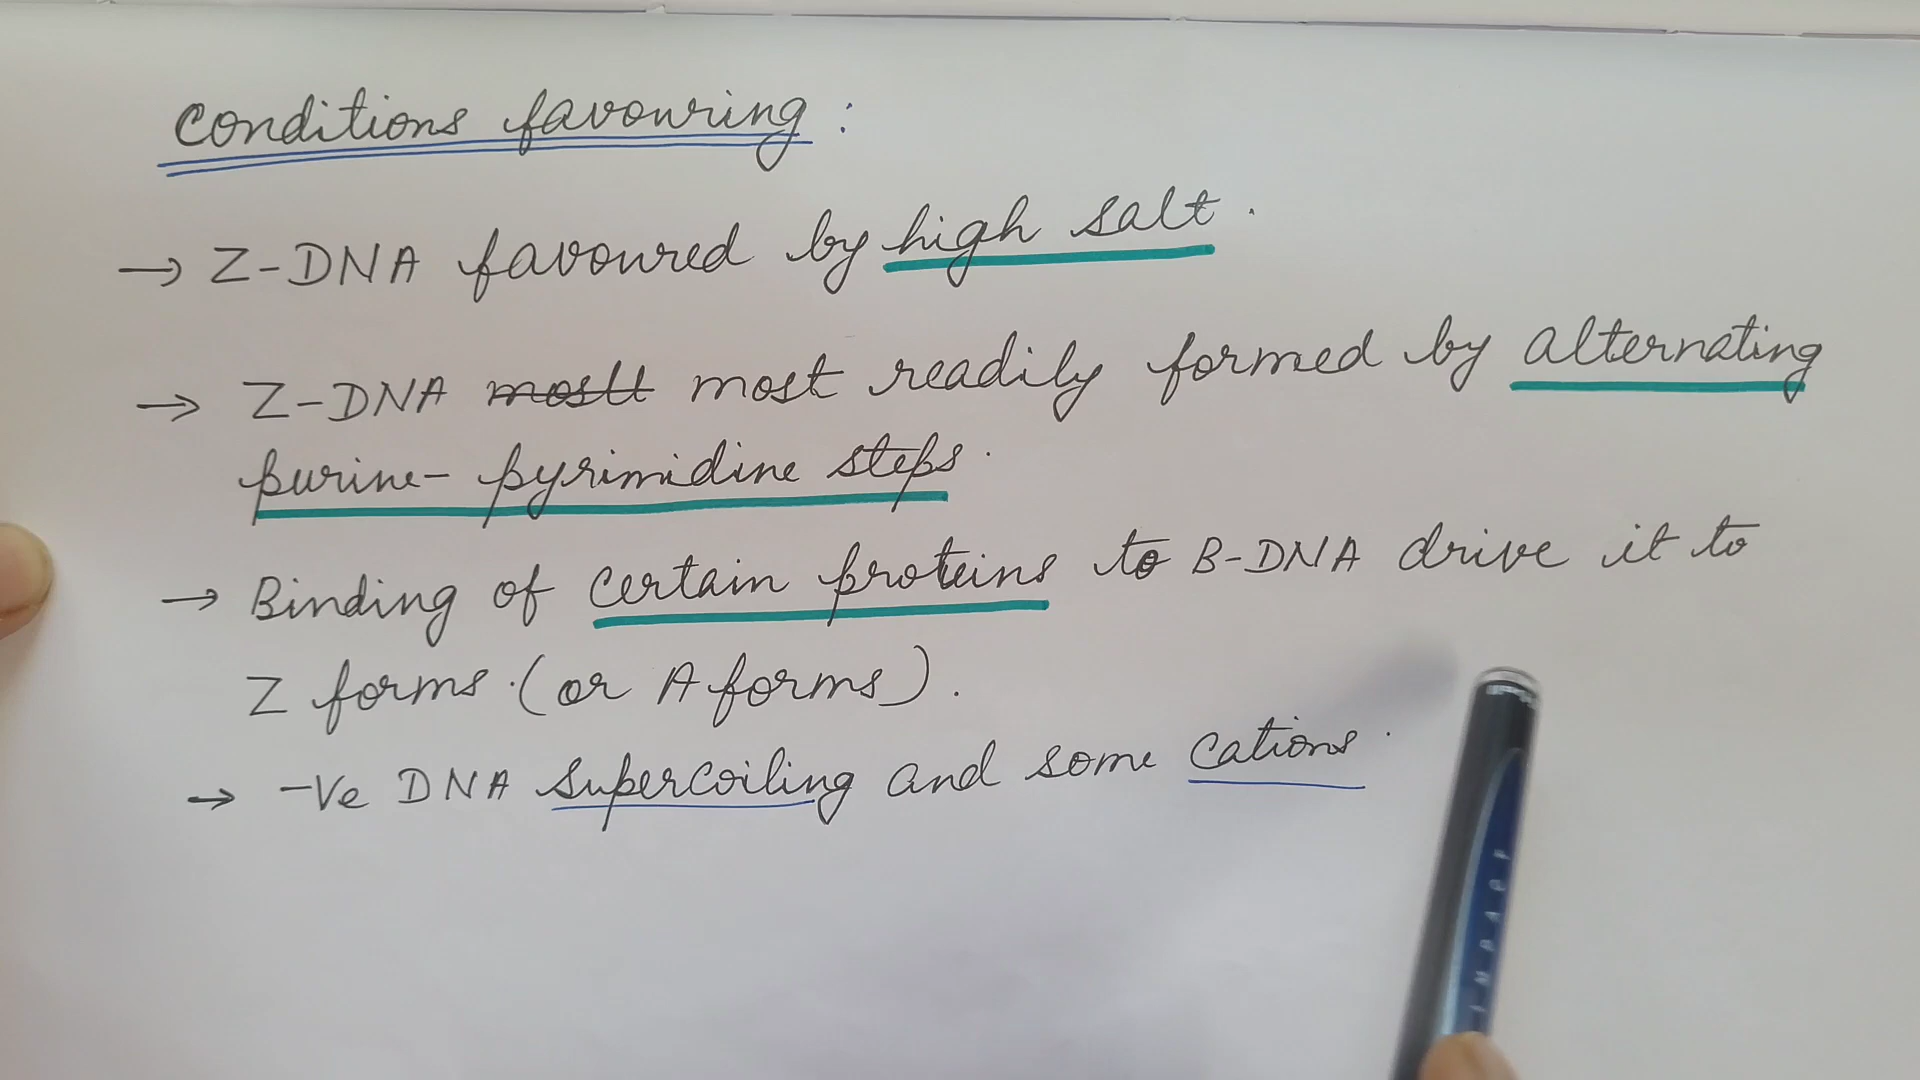 Conditions favouring :
→ Z-DNA favoured by high salt.
→ Z-DNA mostt most readily formed by alternating
purine- pyrimidine steps.
→ Binding of certain proteins to B-DNA drive it to
Z forms. (or A forms).
→ -Ve DNA supercoiling and some cations.